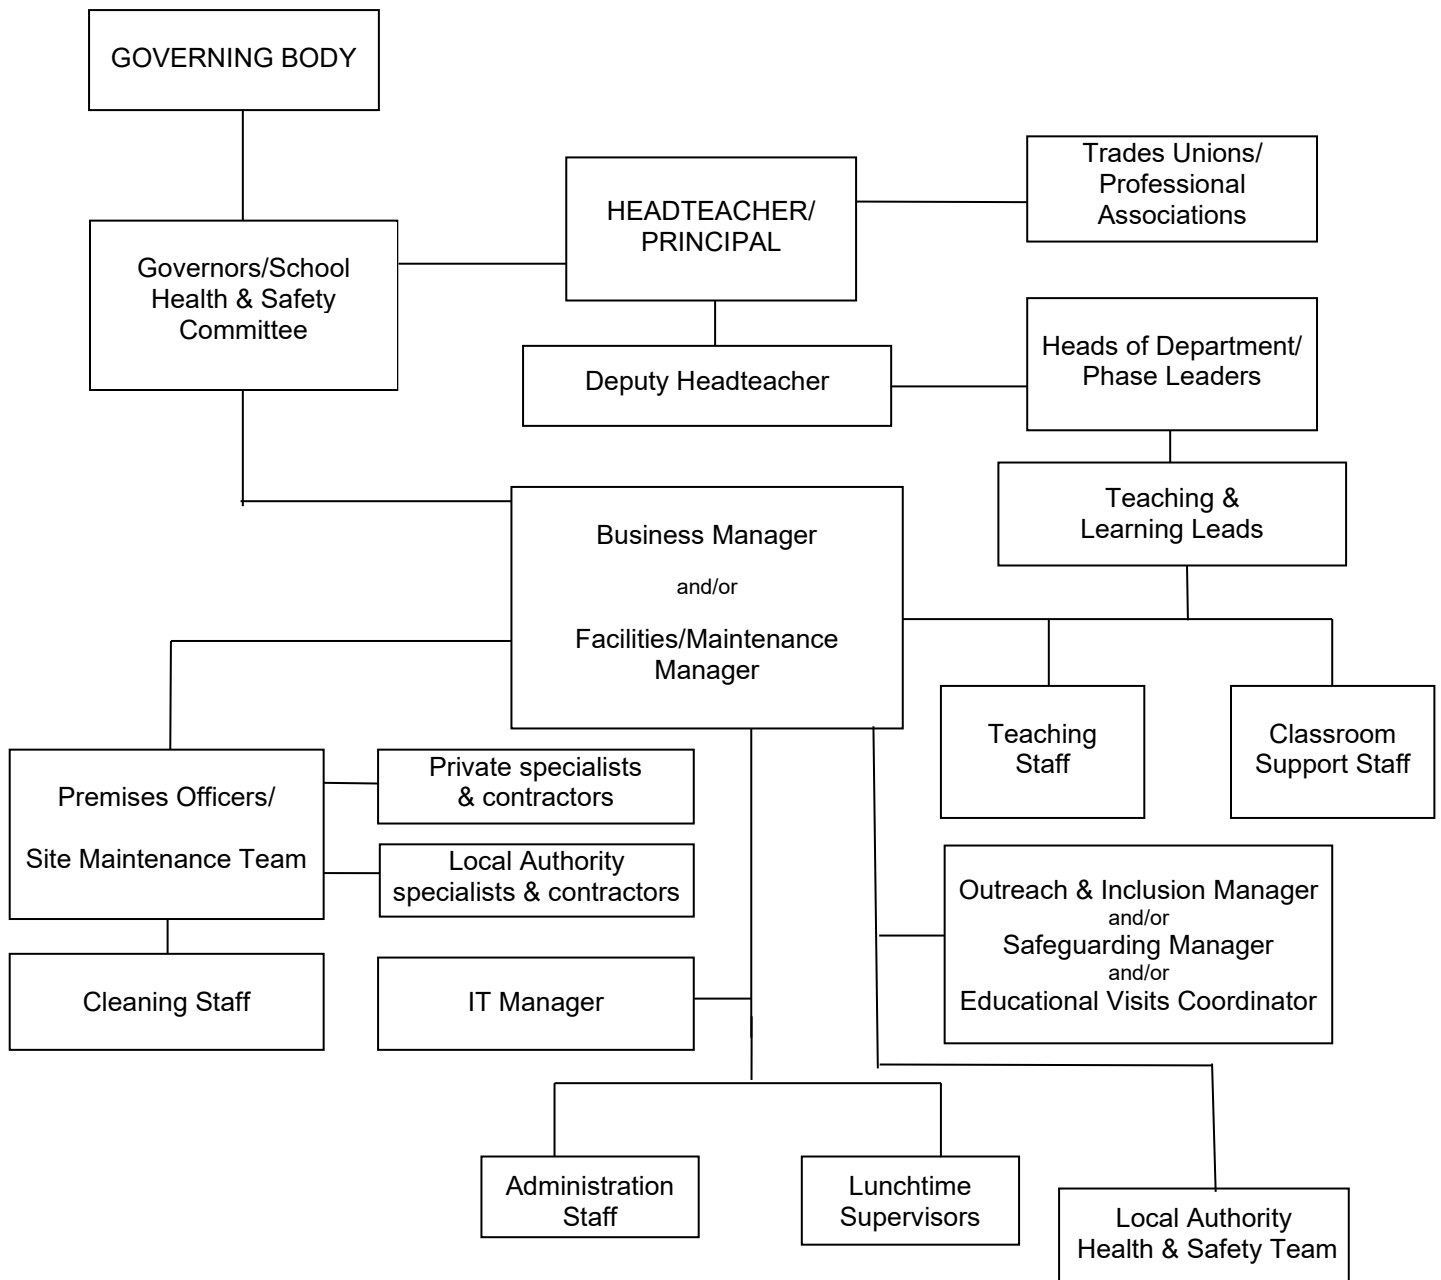 GOVERNING BODY
Trades Unions/
Professional
Associations
HEADTEACHER/
PRINCIPAL
Governors/School
Health & Safety
Committee
Heads of Department/
Phase Leaders
Deputy Headteacher
Teaching &
Learning Leads
Business Manager
and/or
Facilities/Maintenance
Manager
Teaching
Staff
Classroom
Support Staff
Premises Officers/
Site Maintenance Team
Private specialists
& contractors
Local Authority
specialists & contractors
Outreach & Inclusion Manager
and/or
Safeguarding Manager
and/or
Educational Visits Coordinator
Cleaning Staff
IT Manager
Administration
Staff
Lunchtime
Supervisors
Local Authority
Health & Safety Team